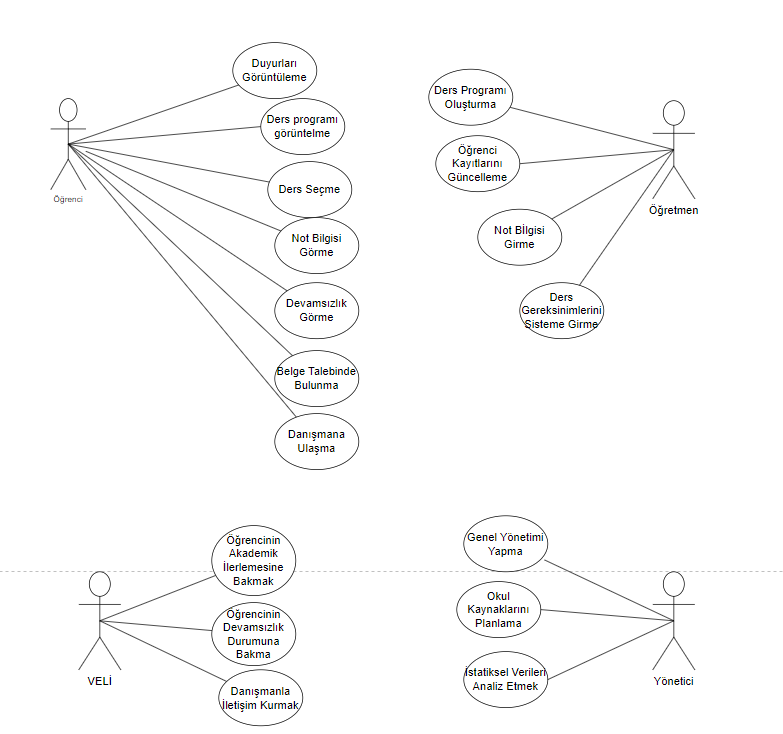 Duyurları
Görüntüleme
Ders programı
görüntelme
Ders Seçme
Not Bilgisi
Görme
Devamsızlık
Görme
Belge Talebinde
Bulunma
Danışmana
Ulaşma
Öğrenci
Ders Programı
Oluşturma
Öğrenci
Kayıtlarını
Güncelleme
Not Bİlgisi
Girme
Ders
Gereksinimlerini
Sisteme Girme
Öğretmen
Öğrencinin
Akademik
İlerlemesine
Bakmak
Öğrencinin
Devamsızlık
Durumuna
Bakma
Danışmanla
İletişim Kurmak
VELİ
Genel Yönetimi
Yapma
Okul
Kaynaklarını
Planlama
İstatiksel Verileri
Analiz Etmek
Yönetici